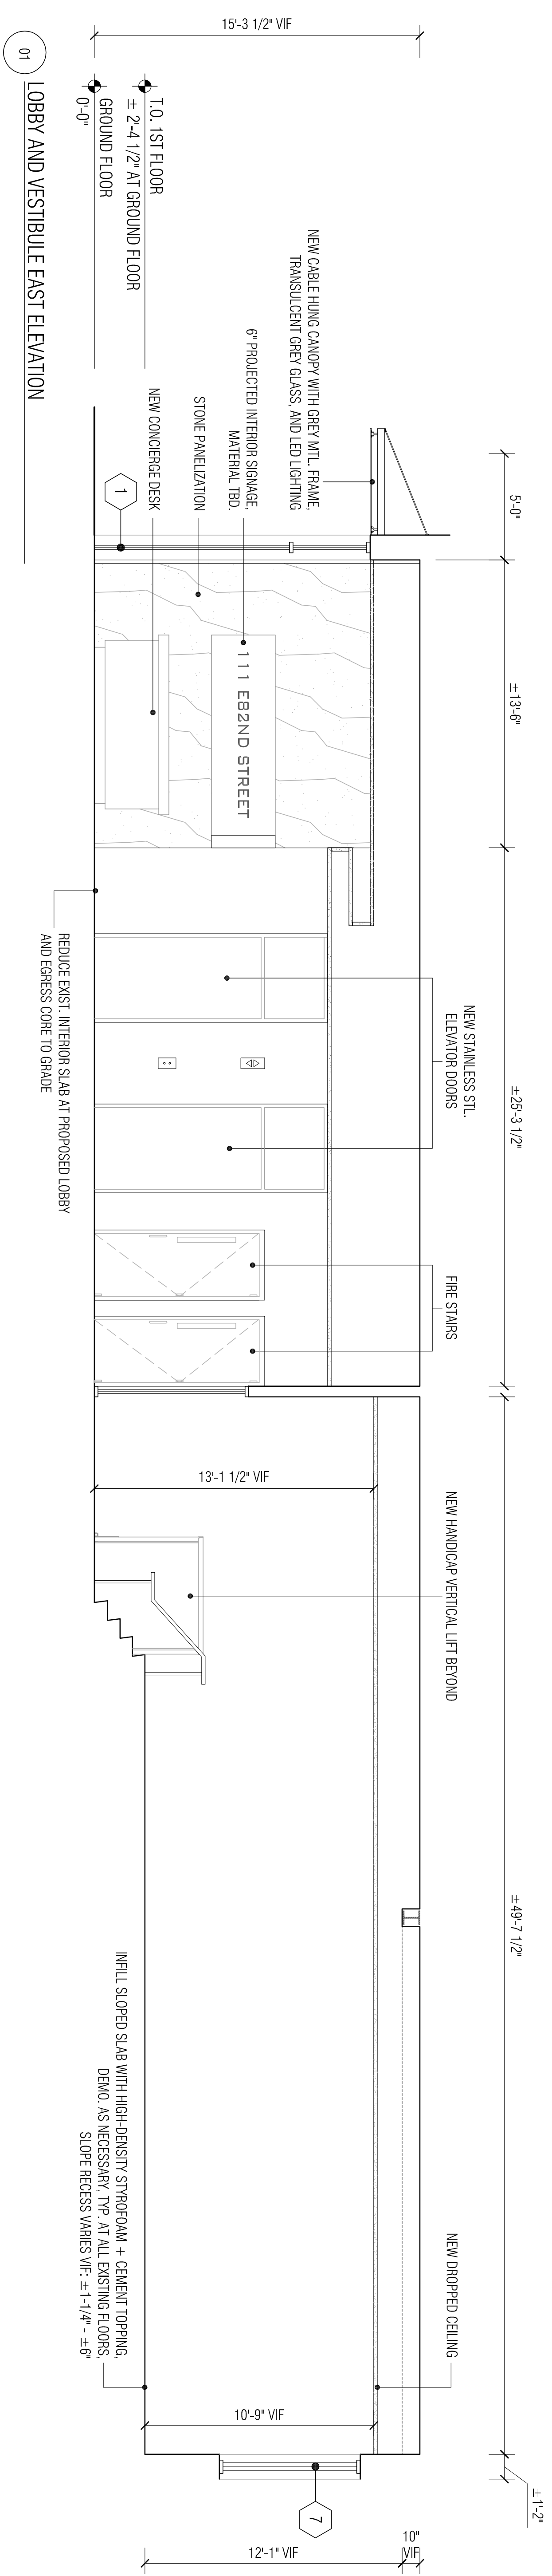 15'-3 1/2" VIF
T.O. 1ST FLOOR
± 2'-4 1/2" AT GROUND FLOOR
GROUND FLOOR
0'-0"
01
LOBBY AND VESTIBULE EAST ELEVATION
NEW CABLE HUNG CANOPY WITH GREY MTL. FRAME,
TRANSULCENT GREY GLASS, AND LED LIGHTING
6" PROJECTED INTERIOR SIGNAGE,
MATERIAL TBD.
STONE PANELIZATION
NEW CONCIERGE DESK
1
5'-0"
±13'-6"
111 E82ND STREET
±25'-3 1/2"
NEW STAINLESS STL.
ELEVATOR DOORS
REDUCE EXIST. INTERIOR SLAB AT PROPOSED LOBBY
AND EGRESS CORE TO GRADE
FIRE STAIRS
13'-1 1/2" VIF
NEW HANDICAP VERTICAL LIFT BEYOND
±49'-7 1/2"
INFILL SLOPED SLAB WITH HIGH-DENSITY STYROFOAM + CEMENT TOPPING,
DEMO. AS NECESSARY, TYP. AT ALL EXISTING FLOORS,
SLOPE RECESS VARIES VIF: ±1-1/4" - ±6"
NEW DROPPED CEILING
10'-9" VIF
7
±1'-2"
10"
VIF
12'-1" VIF